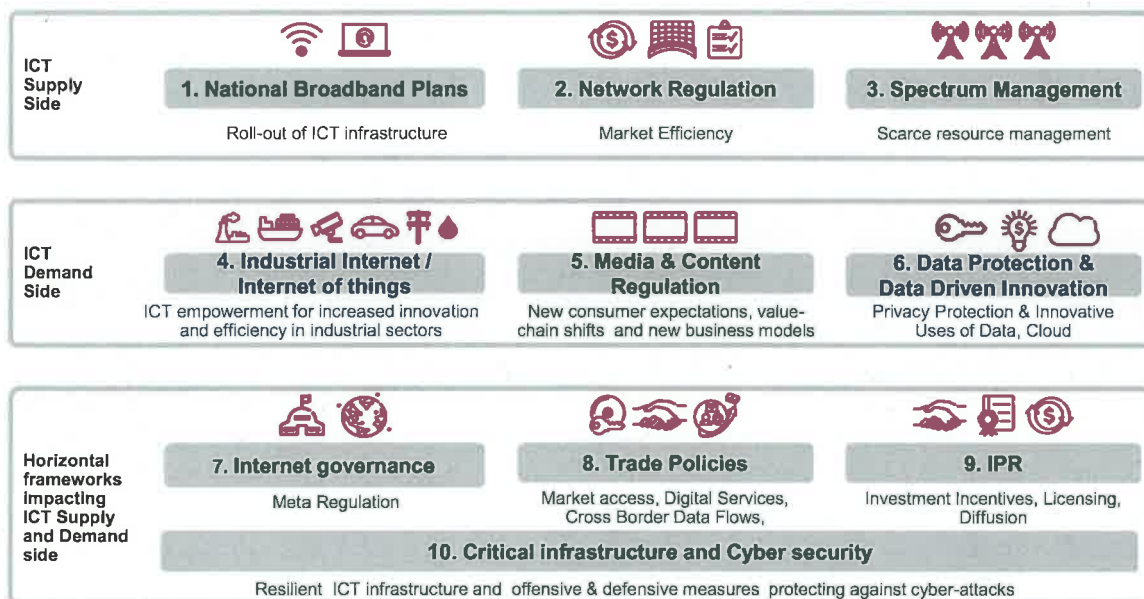 ICT
Supply
Side
1. National Broadband Plans
Roll-out of ICT infrastructure
2. Network Regulation
Market Efficiency
3. Spectrum Management
Scarce resource management
ICT
Demand
Side
4. Industrial Internet /
Internet of things
ICT empowerment for increased innovation
and efficiency in industrial sectors
5. Media & Content
Regulation
New consumer expectations, value-
chain shifts and new business models
6. Data Protection &
Data Driven Innovation
Privacy Protection & Innovative
Uses of Data, Cloud
Horizontal
frameworks
impacting
ICT Supply
and Demand
side
7. Internet governance
Meta Regulation
8. Trade Policies
Market access, Digital Services,
Cross Border Data Flows,
9. IPR
Investment Incentives, Licensing,
Diffusion
10. Critical infrastructure and Cyber security
Resilient ICT infrastructure and offensive & defensive measures protecting against cyber-attacks